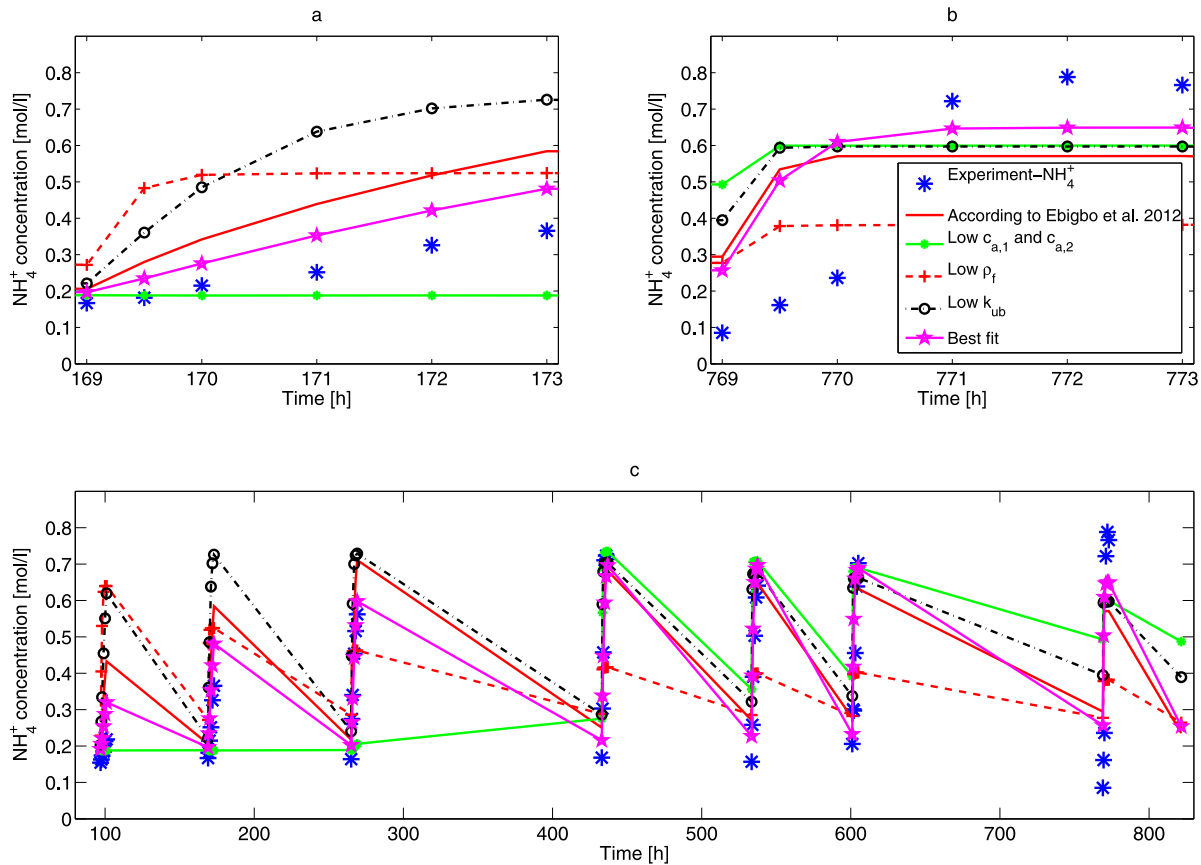 a
NH₄⁺ concentration [mol/l]
0.8
0.7
0.6
0.5
0.4
0.3
0.2
0.1
0
169 170 171 172 173
Time [h]
b
NH₄⁺ concentration [mol/l]
0.8
0.7
0.6
0.5
0.4
0.3
0.2
0.1
0
769 770 771 772 773
Time [h]
Experiment–NH₄⁺
According to Ebigbo et al. 2012
Low c_a,1 and c_a,2
Low ρ_f
Low k_ub
Best fit
c
NH₄⁺ concentration [mol/l]
0.8
0.7
0.6
0.5
0.4
0.3
0.2
0.1
0
100 200 300 400 500 600 700 800
Time [h]